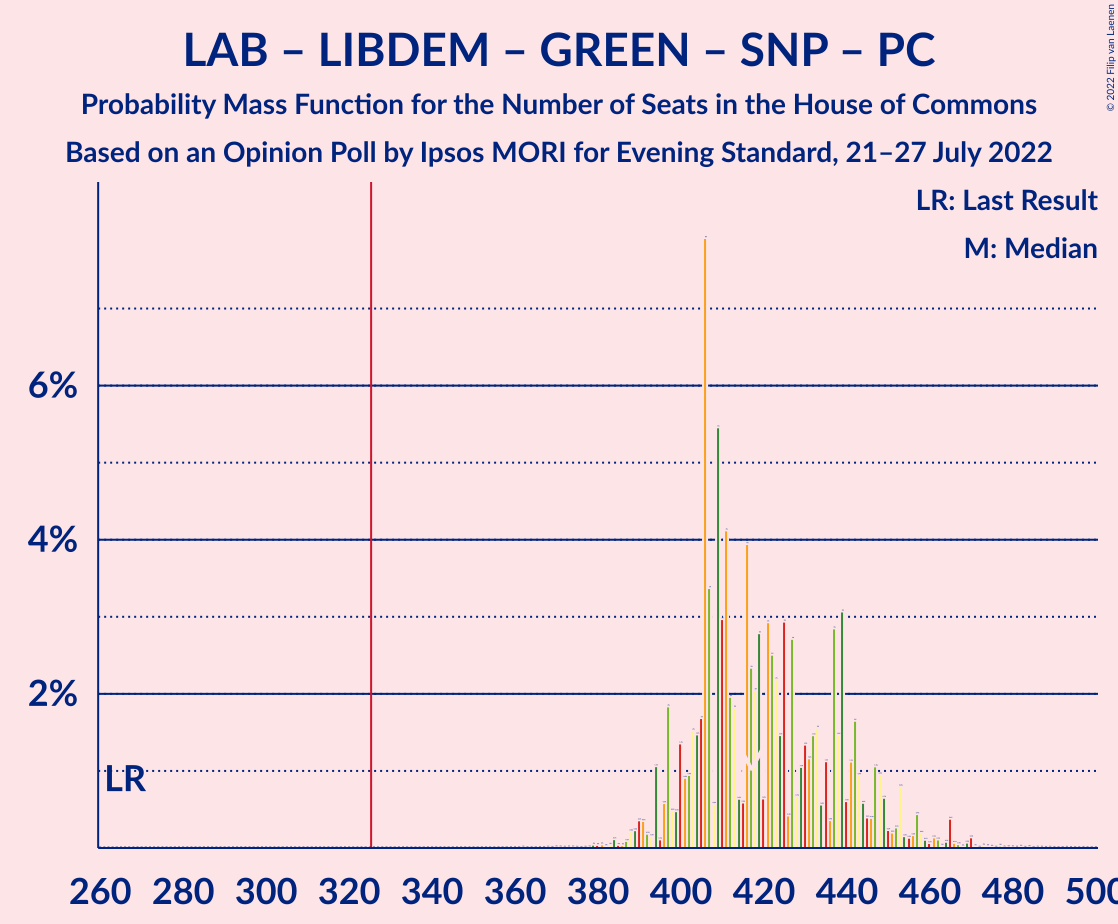 LAB – LIBDEM – GREEN – SNP – PC
Probability Mass Function for the Number of Seats in the House of Commons
Based on an Opinion Poll by Ipsos MORI for Evening Standard, 21–27 July 2022
© 2022 Filip van Laenen
LR: Last Result
M: Median
6%
4%
2%
LR
260 280 300 320 340 360 380 400 420 440 460 480 500